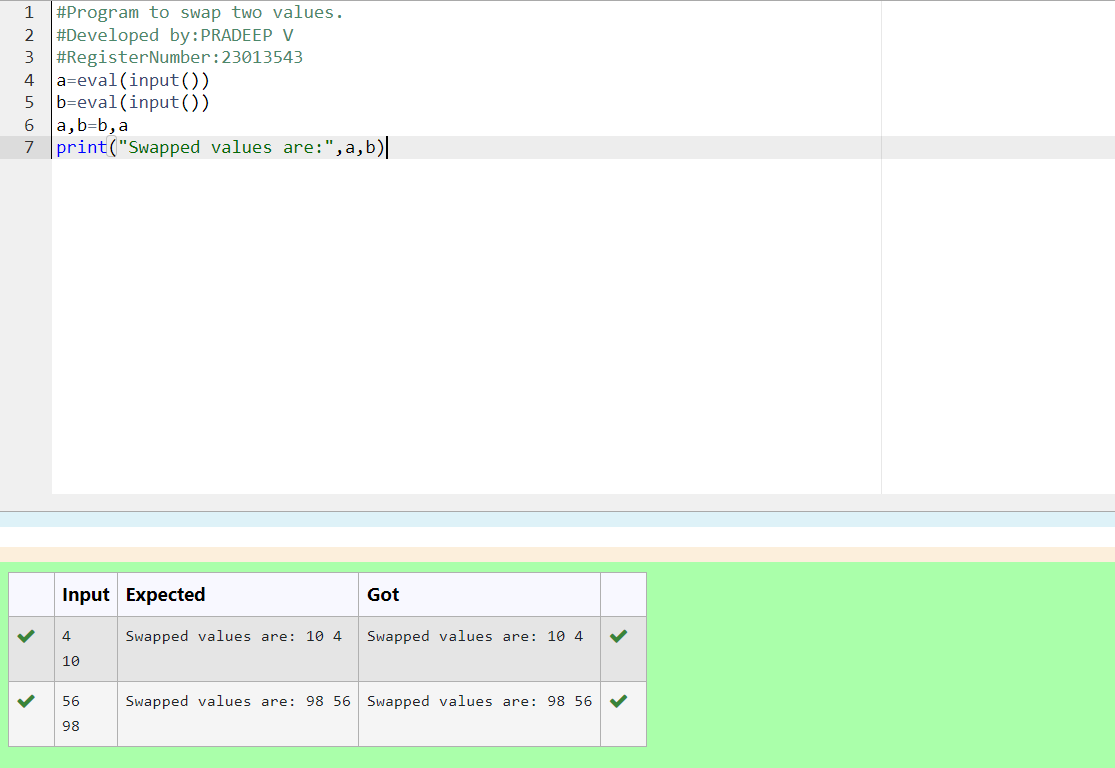 1 #Program to swap two values.
2 #Developed by:PRADEEP V
3 #RegisterNumber:23013543
4 a=eval(input())
5 b=eval(input())
6 a,b=b,a
7 print("Swapped values are:",a,b)
Input Expected Got
4 Swapped values are: 10 4 Swapped values are: 10 4
10
56 Swapped values are: 98 56 Swapped values are: 98 56
98